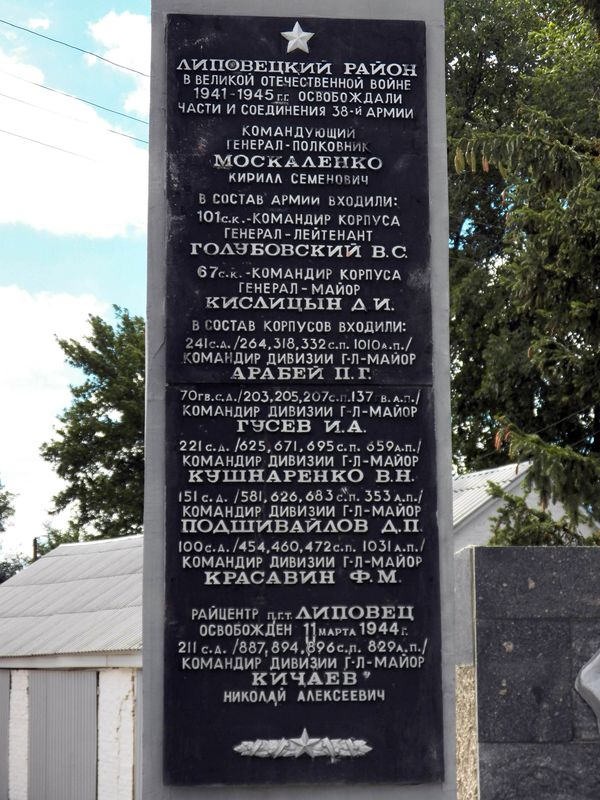 ЛИПОВЕЦКИЙ РАЙОН
В ВЕЛИКОЙ ОТЕЧЕСТВЕННОЙ ВОЙНЕ
1941-1945г.г. ОСВОБОЖДАЛИ
ЧАСТИ И СОЕДИНЕНИЯ 38-й АРМИИ
КОМАНДУЮЩИЙ
ГЕНЕРАЛ-ПОЛКОВНИК
МОСКАЛЕНКО
КИРИЛЛ СЕМЕНОВИЧ
В СОСТАВ АРМИИ ВХОДИЛИ:
101с.к.-КОМАНДИР КОРПУСА
ГЕНЕРАЛ-ЛЕЙТЕНАНТ
ГОЛУБОВСКИЙ В.С.
67с.к.-КОМАНДИР КОРПУСА
ГЕНЕРАЛ-МАЙОР
КИСЛИЦЫН Д И.
В СОСТАВ КОРПУСОВ ВХОДИЛИ:
241с.д./264,318,332с.п. 1010а.п./
КОМАНДИР ДИВИЗИИ Г-Л-МАЙОР
АРАБЕЙ П.Г.
70гв.с.д./203,205,207с.п.137 в.а.п./
КОМАНДИР ДИВИЗИИ Г-Л-МАЙОР
ГУСЕВ И.А.
221с.д./625,671,695с.п. 659а.п./
КОМАНДИР ДИВИЗИИ Г-Л-МАЙОР
КУШНАРЕНКО В.Н.
151с.д./581,626,683с.п. 353а.п./
КОМАНДИР ДИВИЗИИ Г-Л-МАЙОР
ПОДШИВАЙЛОВ Д.П.
100с.д./454,460,472с.п. 1031а.п./
КОМАНДИР ДИВИЗИИ Г-Л-МАЙОР
КРАСАВИН Ф.М.
РАЙЦЕНТР п.г.т. ЛИПОВЕЦ
ОСВОБОЖДЕН 11 марта 1944г.
211с.д./887,894,896с.п. 829а.п./
КОМАНДИР ДИВИЗИИ Г-Л-МАЙОР
КИЧАЕВ
НИКОЛАЙ АЛЕКСЕЕВИЧ